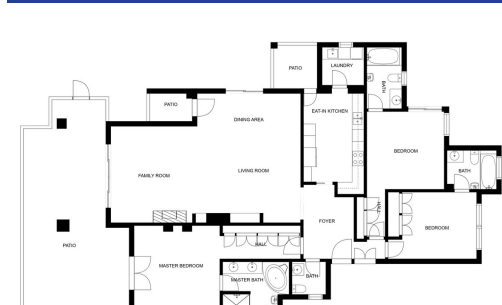 LAUNDRY
PATIO
BATH
PATIO
EAT-IN KITCHEN
DINING AREA
BEDROOM
FAMILY ROOM
LIVING ROOM
BATH
HALL
FOYER
BEDROOM
PATIO
HALL
MASTER BEDROOM
MASTER BATH
BATH